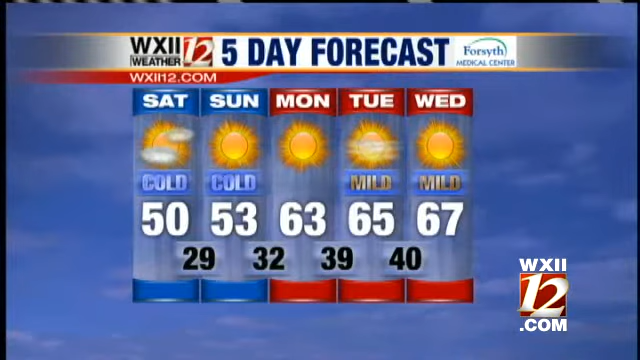 WXII 12
WEATHER
5 DAY FORECAST
Forsyth
MEDICAL CENTER
WXII12.COM
SAT SUN MON TUE WED
COLD COLD MILD MILD
50 53 63 65 67
29 32 39 40
WXII
12
.COM